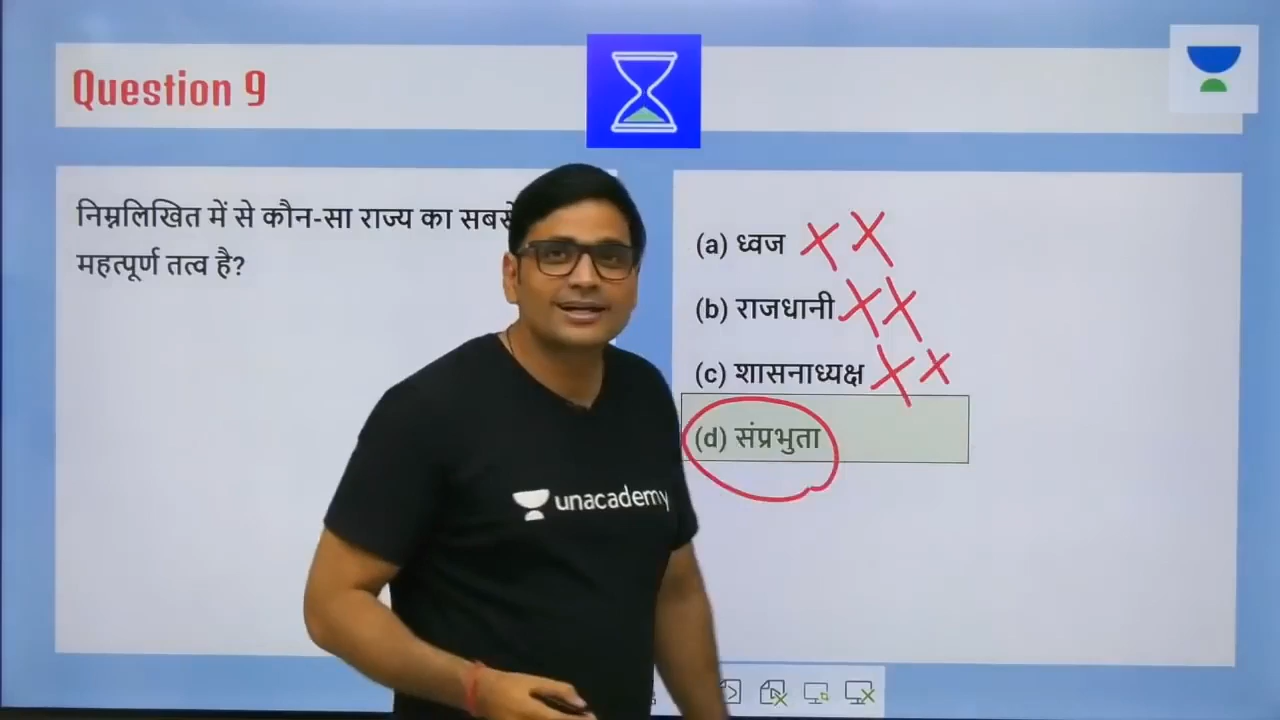 Question 9
निम्नलिखित में से कौन-सा राज्य का सबसे
महत्पूर्ण तत्व है?
(a) ध्वज
(b) राजधानी
(c) शासनाध्यक्ष
(d) संप्रभुता
unacademy